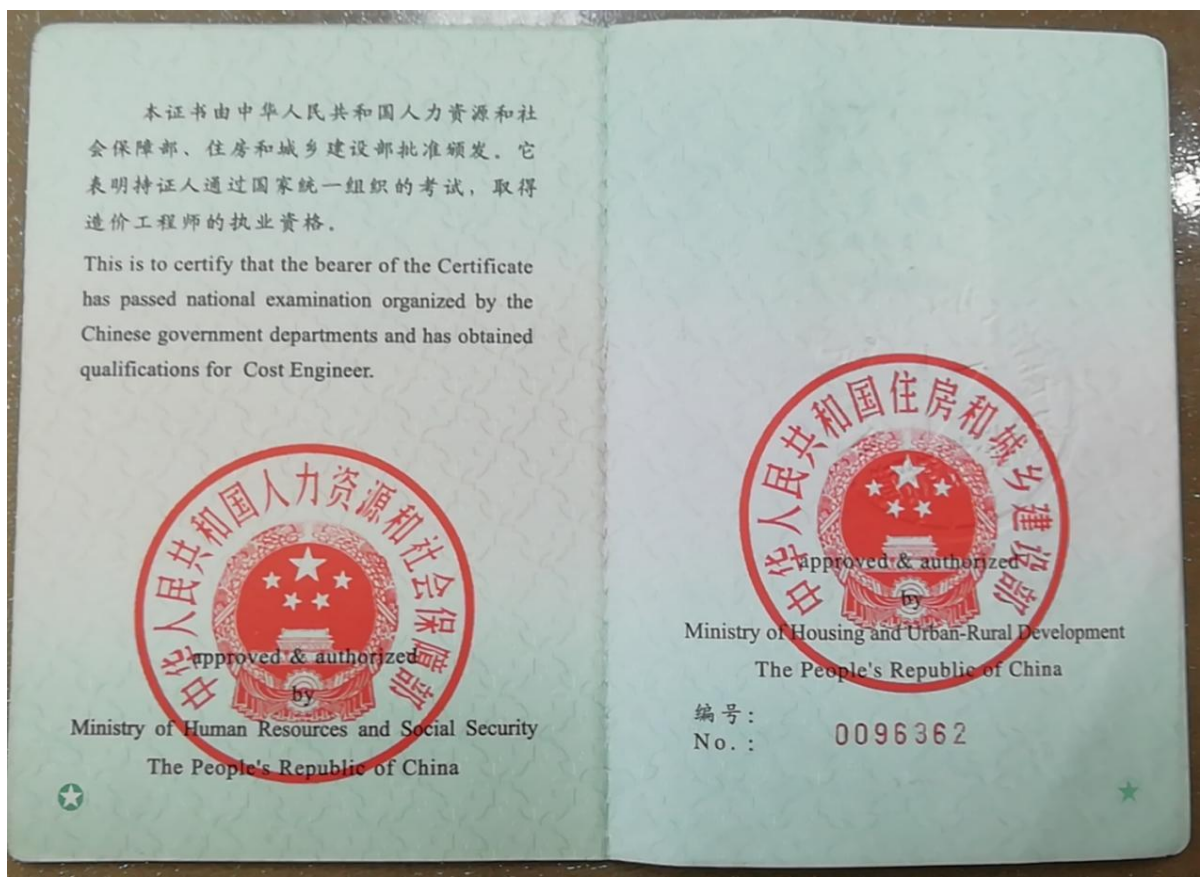 本证书由中华人民共和国人力资源和社
会保障部、住房和城乡建设部批准颁发。它
表明持证人通过国家统一组织的考试，取得
造价工程师的执业资格。
This is to certify that the bearer of the Certificate
has passed national examination organized by the
Chinese government departments and has obtained
qualifications for Cost Engineer.
中华人民共和国人力资源和社会保障部
approved & authorized
by
Ministry of Human Resources and Social Security
The People's Republic of China
中华人民共和国住房和城乡建设部
approved & authorized
by
Ministry of Housing and Urban-Rural Development
The People's Republic of China
编号:
No.: 0096362